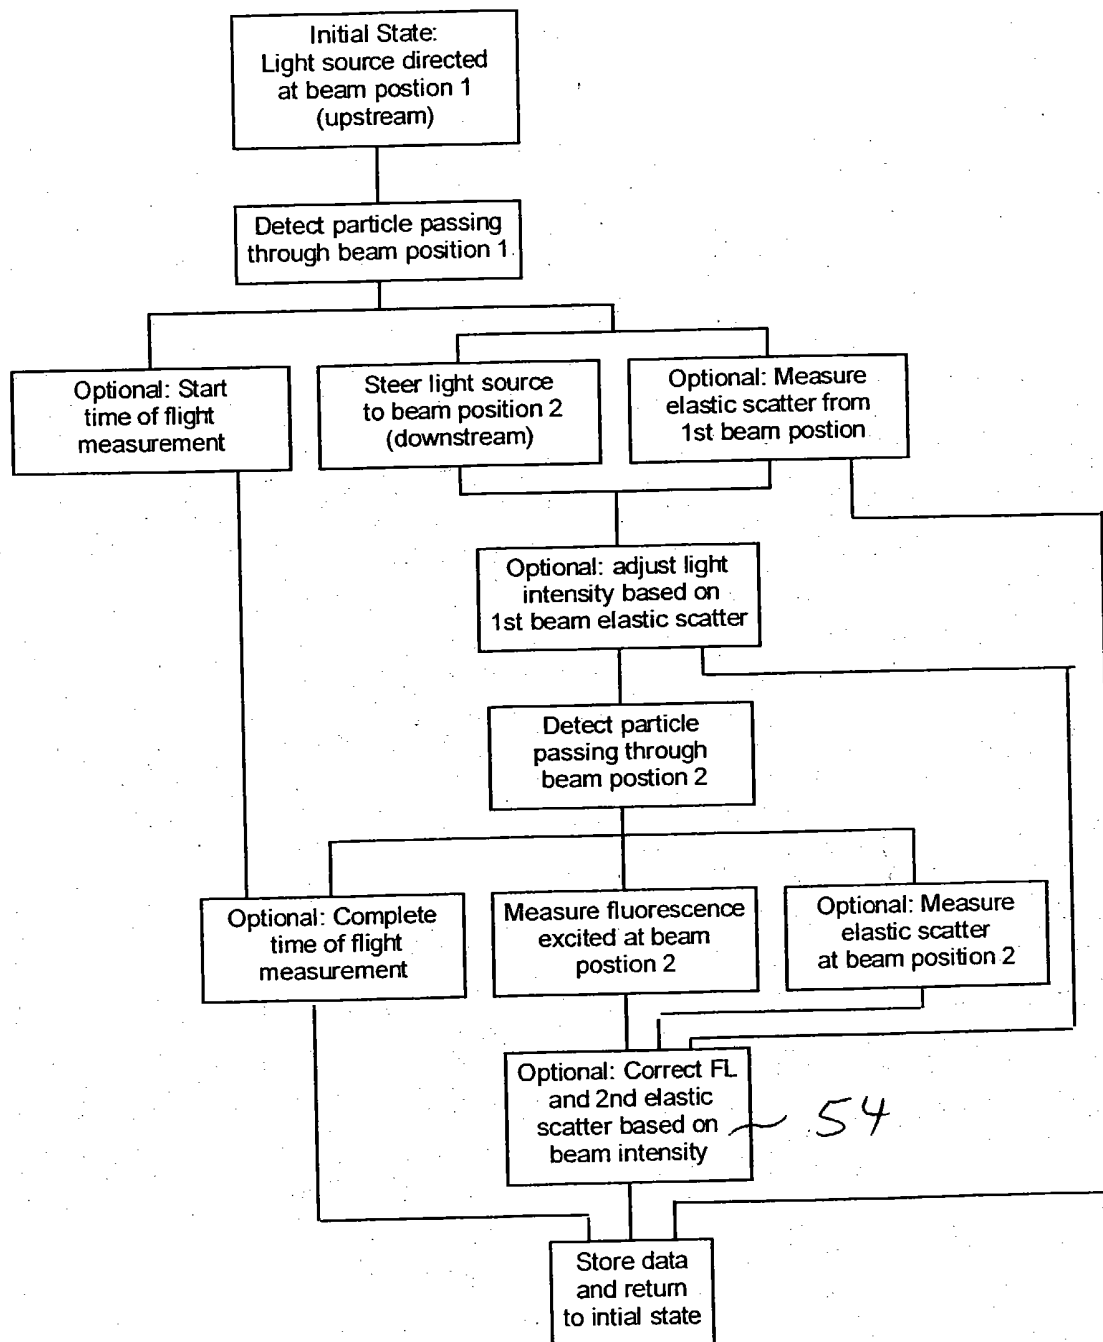 Initial State:
Light source directed
at beam postion 1
(upstream)
Detect particle passing
through beam position 1
Optional: Start
time of flight
measurement
Steer light source
to beam position 2
(downstream)
Optional: Measure
elastic scatter from
1st beam postion
Optional: adjust light
intensity based on
1st beam elastic scatter
Detect particle
passing through
beam postion 2
Optional: Complete
time of flight
measurement
Measure fluorescence
excited at beam
postion 2
Optional: Measure
elastic scatter
at beam position 2
Optional: Correct FL
and 2nd elastic
scatter based on
beam intensity
54
Store data
and return
to intial state